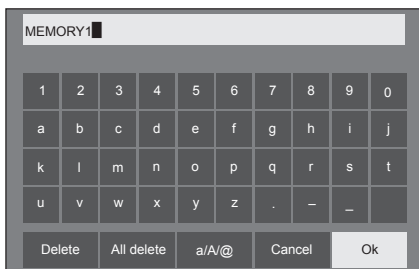 MEMORY1
1 2 3 4 5 6 7 8 9 0
a b c d e f g h i j
k l m n o p q r s t
u v w x y z . – _
Delete All delete a/A/@ Cancel Ok